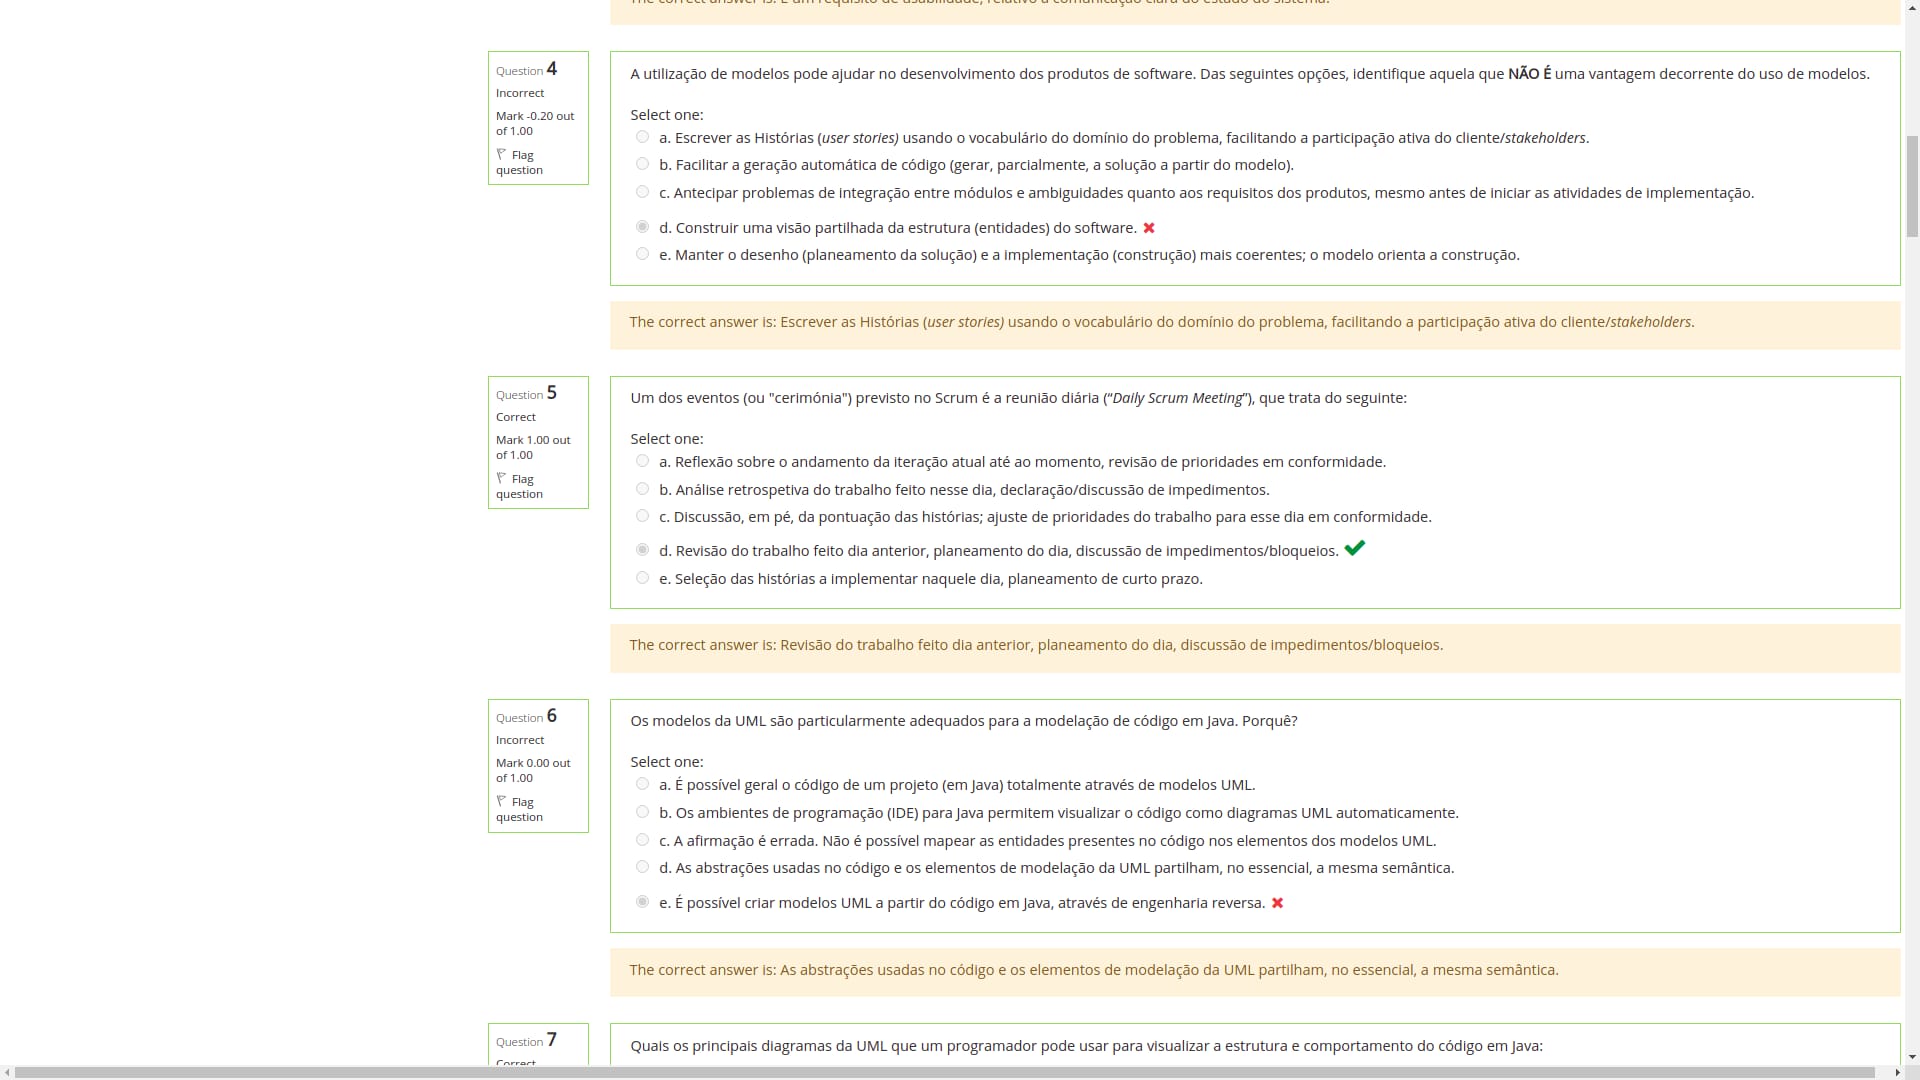 The correct answer is: É um requisito de usabilidade, relativo à comunicação clara do estado do sistema.
Question 4
Incorrect
Mark -0.20 out
of 1.00
Flag
question
A utilização de modelos pode ajudar no desenvolvimento dos produtos de software. Das seguintes opções, identifique aquela que NÃO É uma vantagem decorrente do uso de modelos.
Select one:
a. Escrever as Histórias (user stories) usando o vocabulário do domínio do problema, facilitando a participação ativa do cliente/stakeholders.
b. Facilitar a geração automática de código (gerar, parcialmente, a solução a partir do modelo).
c. Antecipar problemas de integração entre módulos e ambiguidades quanto aos requisitos dos produtos, mesmo antes de iniciar as atividades de implementação.
d. Construir uma visão partilhada da estrutura (entidades) do software.
e. Manter o desenho (planeamento da solução) e a implementação (construção) mais coerentes; o modelo orienta a construção.
The correct answer is: Escrever as Histórias (user stories) usando o vocabulário do domínio do problema, facilitando a participação ativa do cliente/stakeholders.
Question 5
Correct
Mark 1.00 out
of 1.00
Flag
question
Um dos eventos (ou "cerimónia") previsto no Scrum é a reunião diária (“Daily Scrum Meeting”), que trata do seguinte:
Select one:
a. Reflexão sobre o andamento da iteração atual até ao momento, revisão de prioridades em conformidade.
b. Análise retrospetiva do trabalho feito nesse dia, declaração/discussão de impedimentos.
c. Discussão, em pé, da pontuação das histórias; ajuste de prioridades do trabalho para esse dia em conformidade.
d. Revisão do trabalho feito dia anterior, planeamento do dia, discussão de impedimentos/bloqueios.
e. Seleção das histórias a implementar naquele dia, planeamento de curto prazo.
The correct answer is: Revisão do trabalho feito dia anterior, planeamento do dia, discussão de impedimentos/bloqueios.
Question 6
Incorrect
Mark 0.00 out
of 1.00
Flag
question
Os modelos da UML são particularmente adequados para a modelação de código em Java. Porquê?
Select one:
a. É possível geral o código de um projeto (em Java) totalmente através de modelos UML.
b. Os ambientes de programação (IDE) para Java permitem visualizar o código como diagramas UML automaticamente.
c. A afirmação é errada. Não é possível mapear as entidades presentes no código nos elementos dos modelos UML.
d. As abstrações usadas no código e os elementos de modelação da UML partilham, no essencial, a mesma semântica.
e. É possível criar modelos UML a partir do código em Java, através de engenharia reversa.
The correct answer is: As abstrações usadas no código e os elementos de modelação da UML partilham, no essencial, a mesma semântica.
Question 7
Correct
Quais os principais diagramas da UML que um programador pode usar para visualizar a estrutura e comportamento do código em Java: